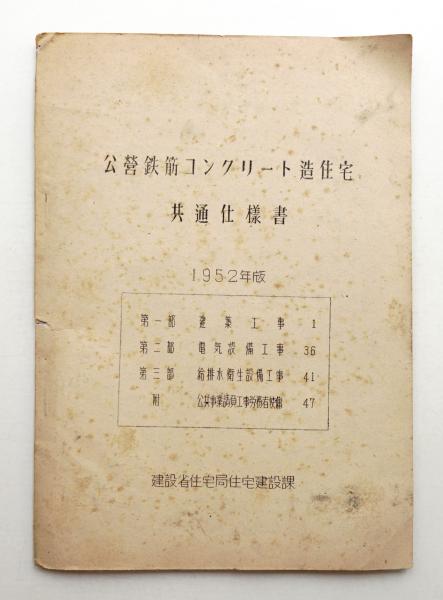 公營鉄筋コンクリート造住宅
共通仕様書
1952年版
第一部 建築工事 1
第二部 電気設備工事 36
第三部 給排水衛生設備工事 41
附 公共事業請負工事労務者 47
建設省住宅局住宅建設課